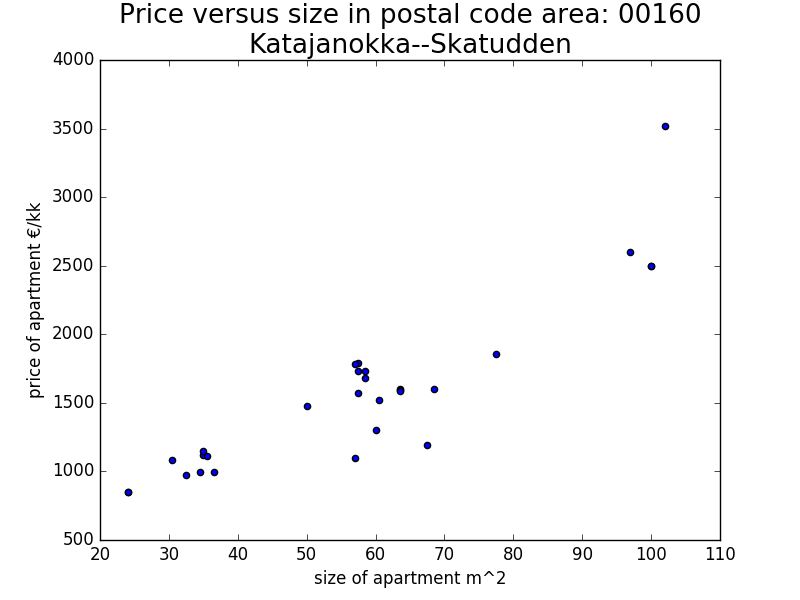 Price versus size in postal code area: 00160
Katajanokka--Skatudden
4000
3500
3000
2500
2000
1500
1000
500
price of apartment €/kk
20 30 40 50 60 70 80 90 100 110
size of apartment m^2